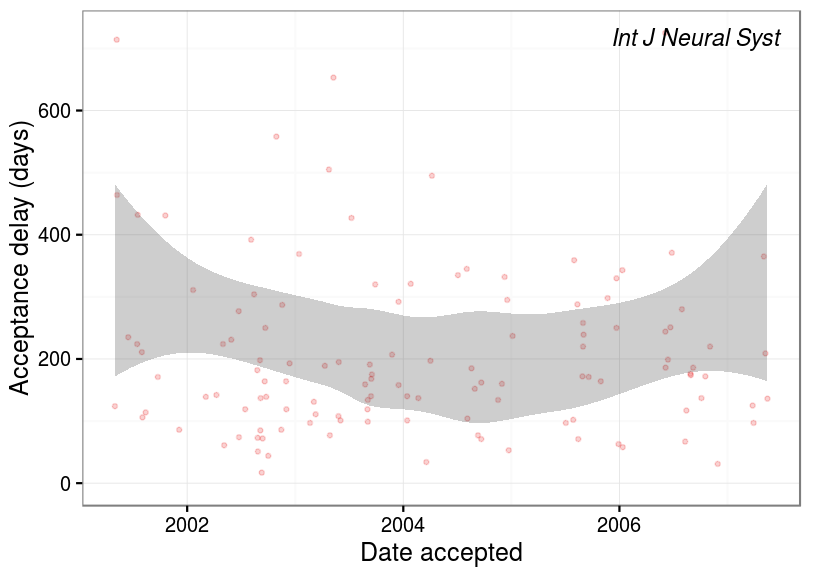 Int J Neural Syst
600
400
200
0
Acceptance delay (days)
2002 2004 2006
Date accepted